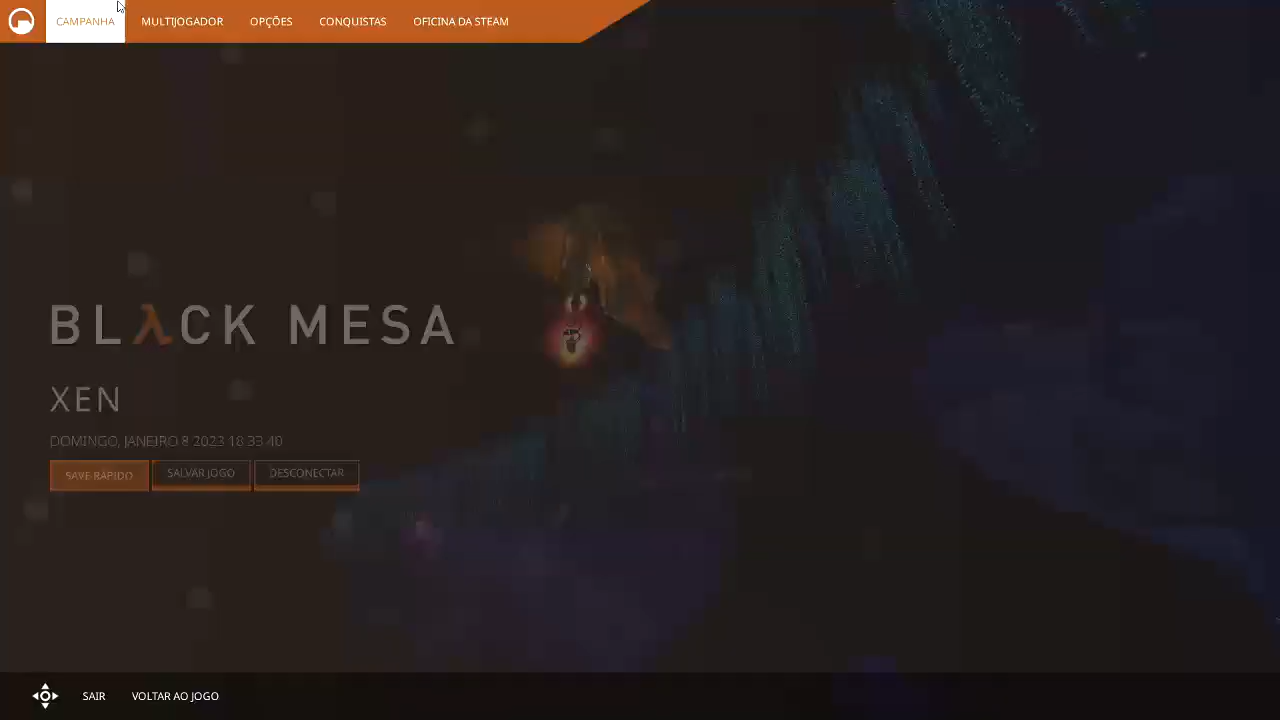 CAMPANHA MULTIJOGADOR OPÇÕES CONQUISTAS OFICINA DA STEAM
BLλCK MESA
XEN
DOMINGO, JANEIRO 8 2023 18:33:40
SAVE RÁPIDO SALVAR JOGO DESCONECTAR
SAIR VOLTAR AO JOGO